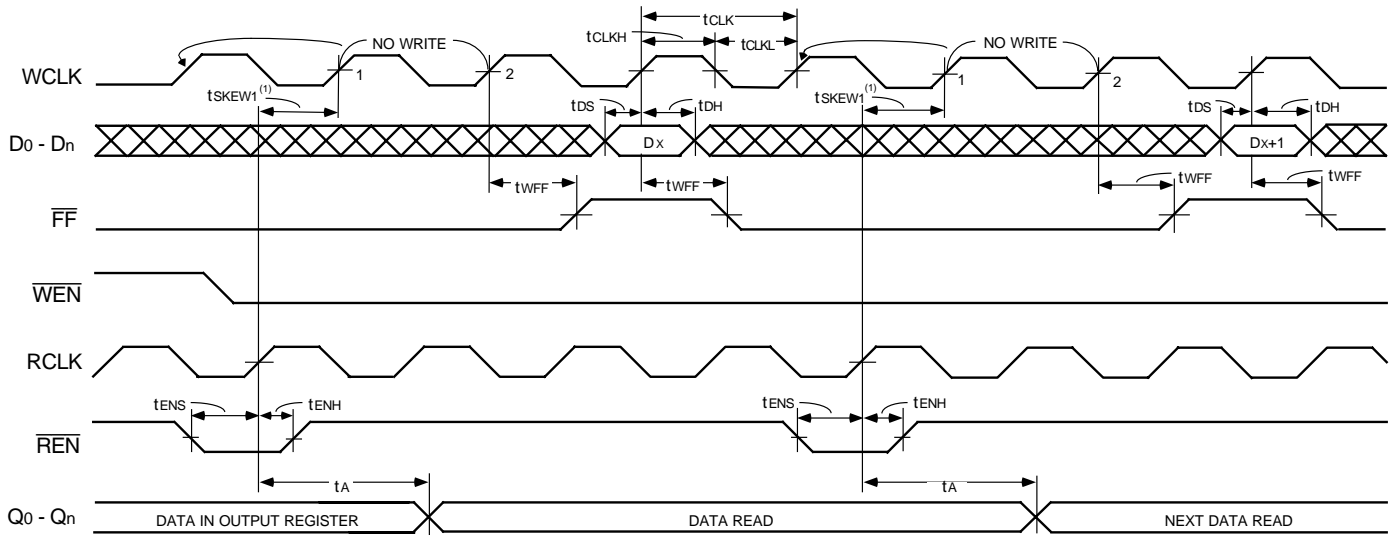 tCLK
tCLKH
tCLKL
NO WRITE
NO WRITE
WCLK
1
2
1
2
tSKEW1(1)
tDS
tDH
tSKEW1(1)
tDS
tDH
D0 - Dn
DX
DX+1
tWFF
tWFF
tWFF
tWFF
FF
WEN
RCLK
tENS
tENH
tENS
tENH
REN
tA
tA
Q0 - Qn
DATA IN OUTPUT REGISTER
DATA READ
NEXT DATA READ